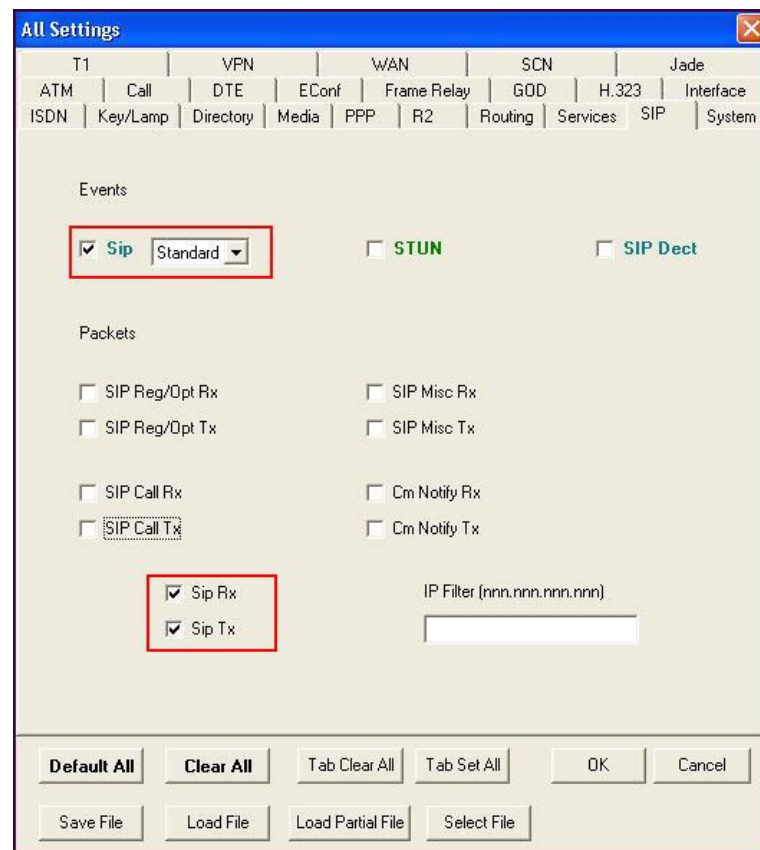 All Settings
T1 VPN WAN SCN Jade
ATM Call DTE EConf Frame Relay GOD H.323 Interface
ISDN Key/Lamp Directory Media PPP R2 Routing Services SIP System
Events
Sip Standard STUN SIP Dect
Packets
SIP Reg/Opt Rx SIP Misc Rx
SIP Reg/Opt Tx SIP Misc Tx
SIP Call Rx Cm Notify Rx
SIP Call Tx Cm Notify Tx
Sip Rx IP Filter (nnn.nnn.nnn.nnn)
Sip Tx
Default All Clear All Tab Clear All Tab Set All OK Cancel
Save File Load File Load Partial File Select File